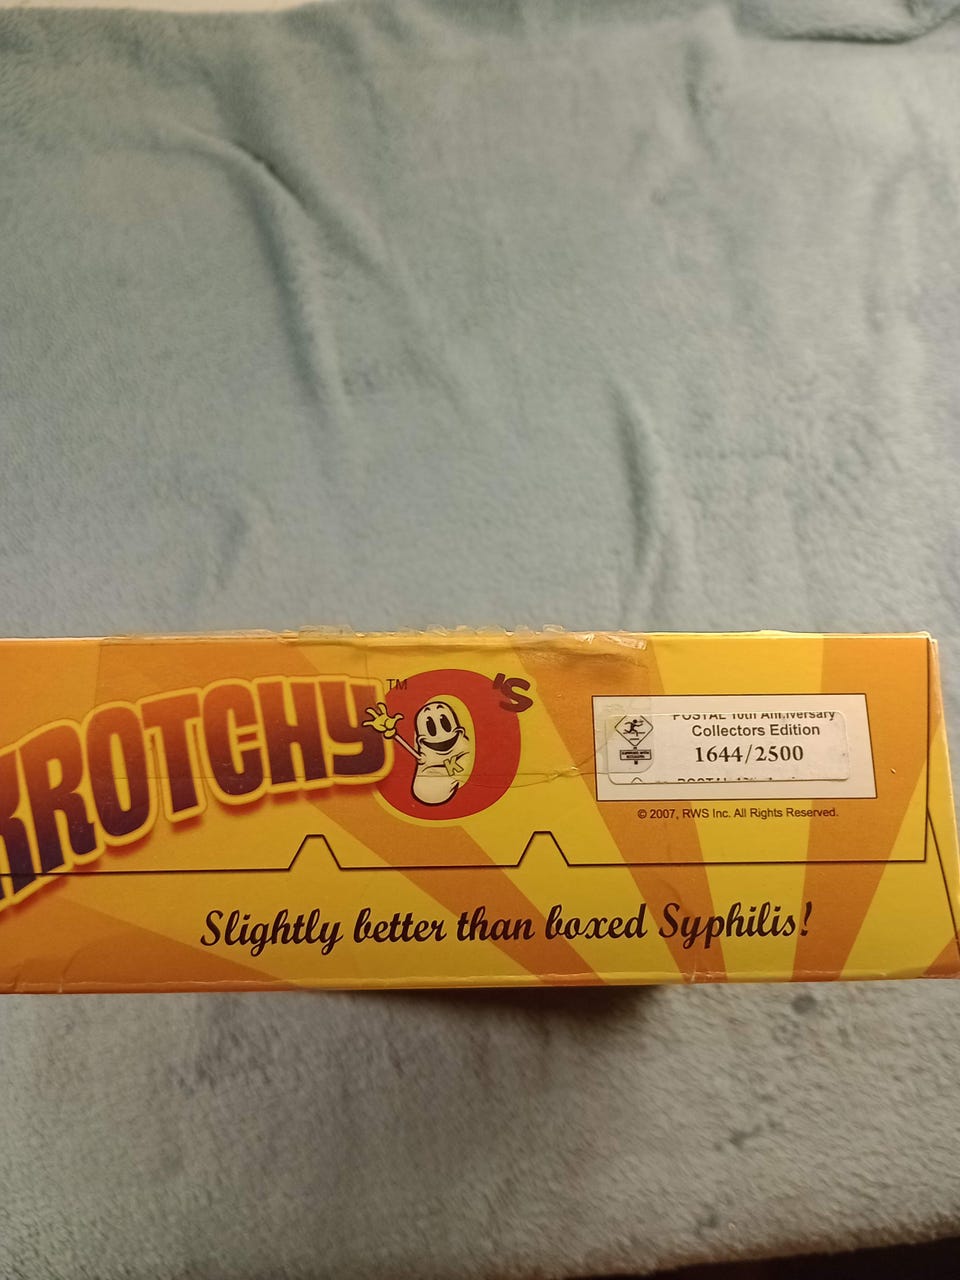 KROTCHY O'S
TM
K
POSTAL 10th Anniversary
Collectors Edition
1644/2500
© 2007, RWS Inc. All Rights Reserved.
Slightly better than boxed Syphilis!